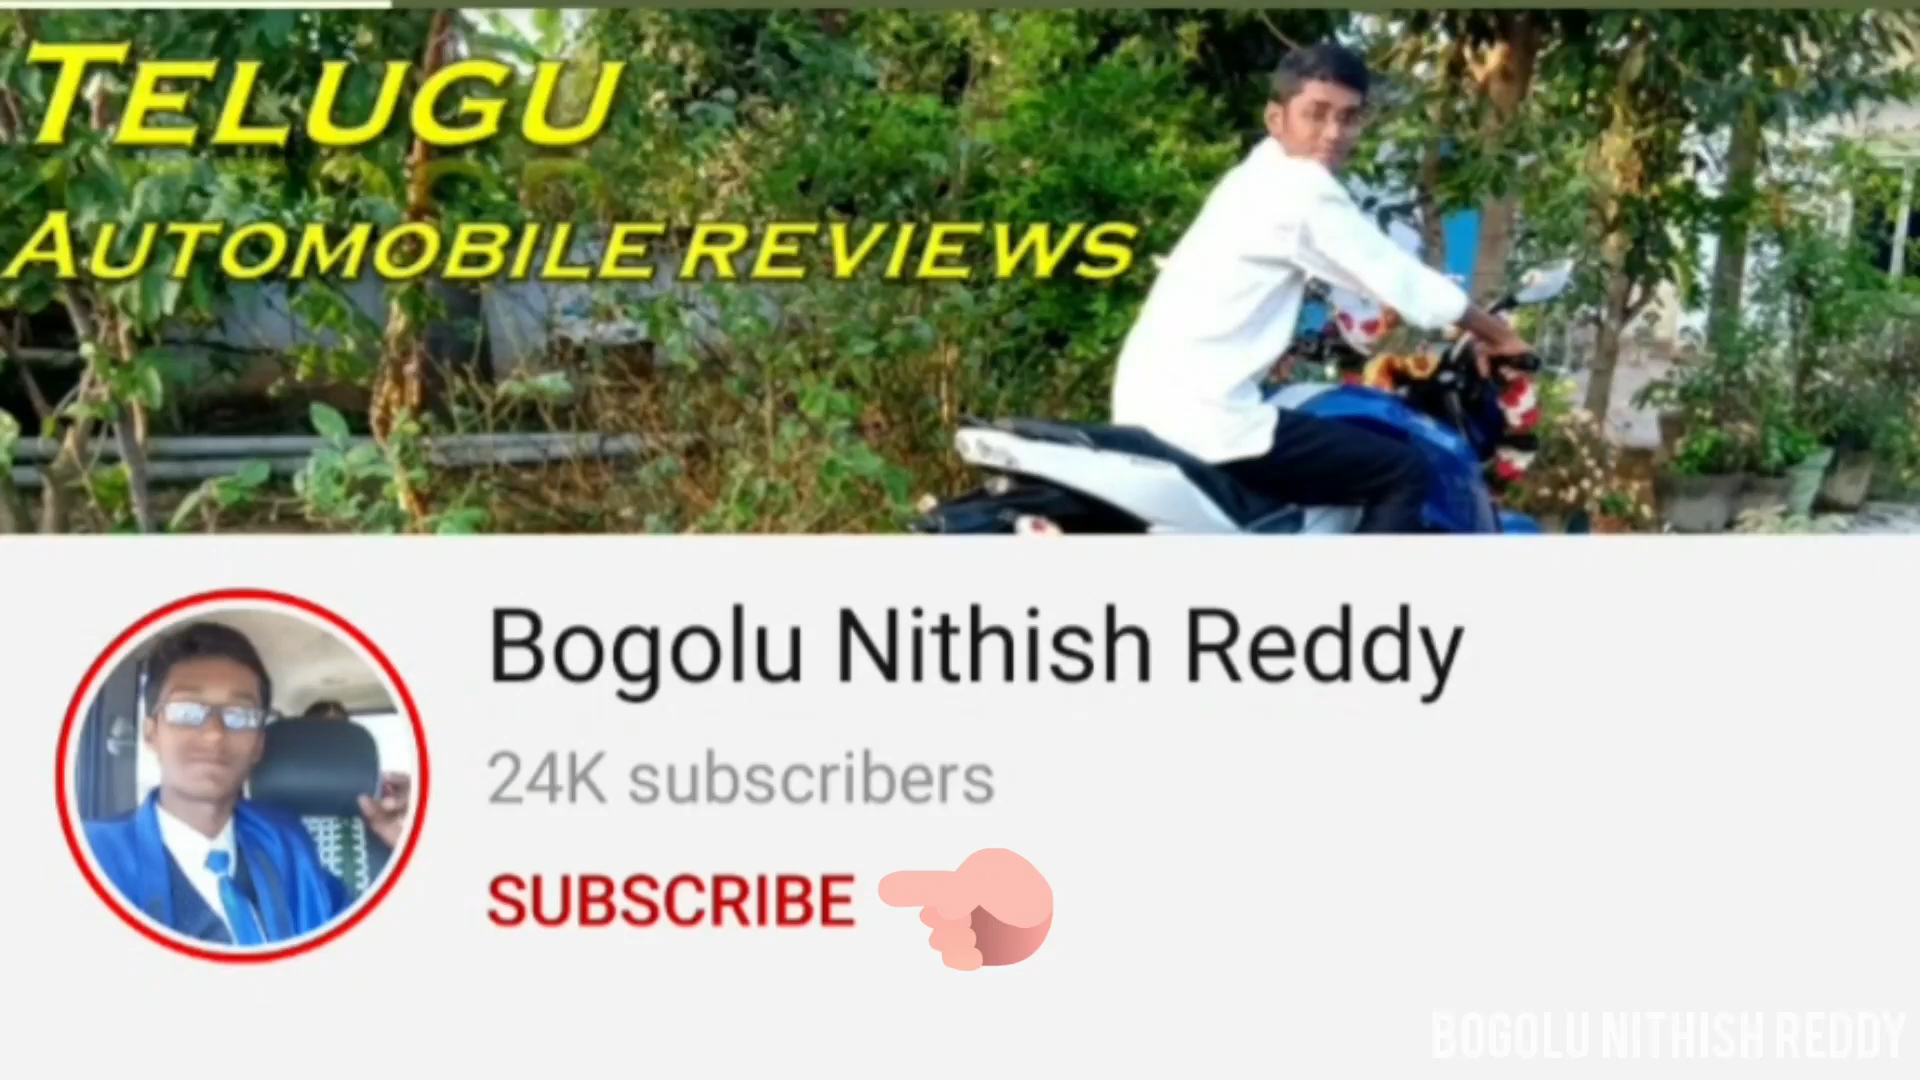 TELUGU
AUTOMOBILE REVIEWS
Bogolu Nithish Reddy
24K subscribers
SUBSCRIBE
BOGOLU NITHISH REDDY